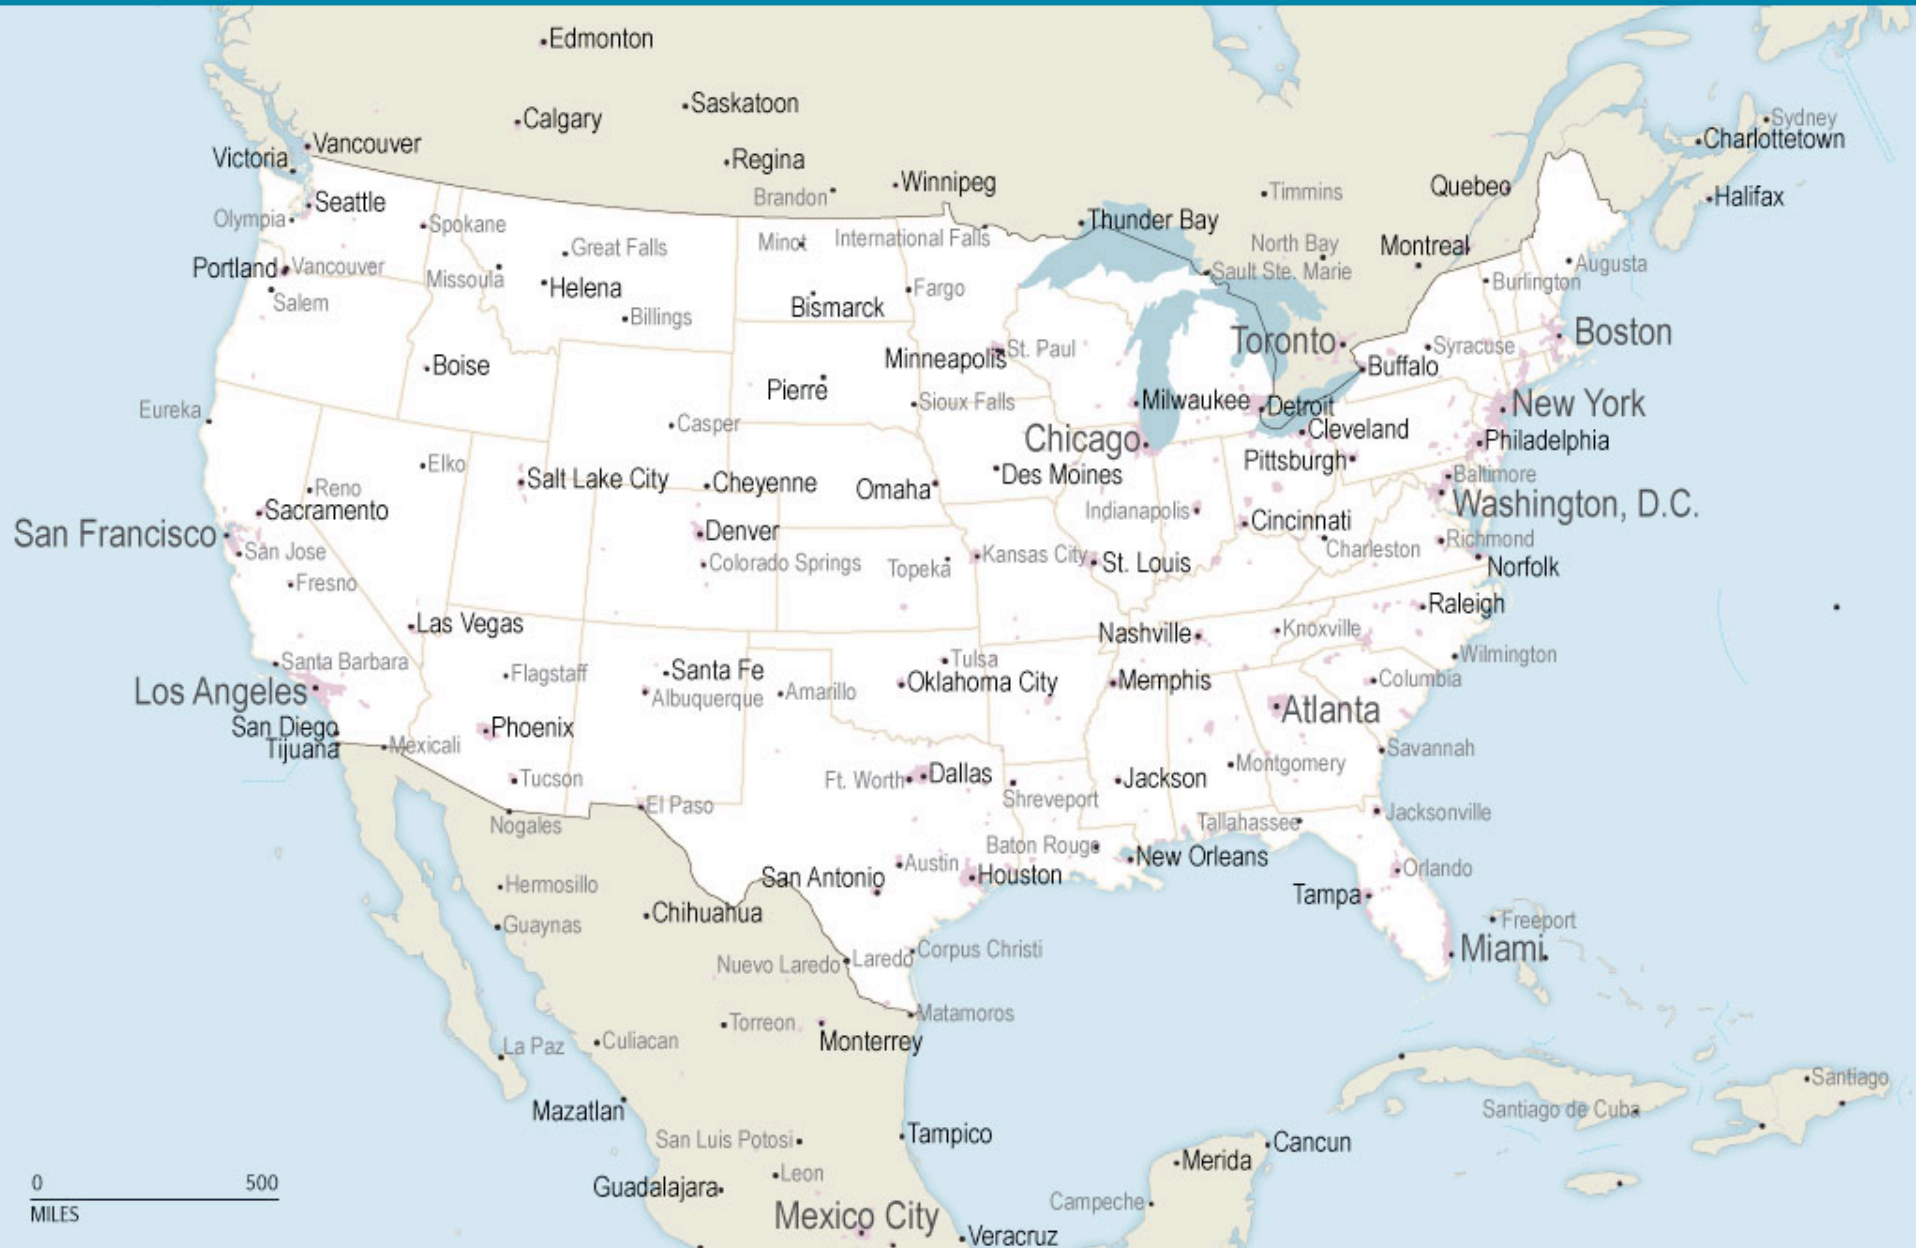 Edmonton
Saskatoon
Calgary
Sydney
Charlottetown
Vancouver
Victoria
Regina
Winnipeg
Brandon
Timmins
Quebec
Halifax
Seattle
Olympia
Spokane
Thunder Bay
Minot
International Falls
North Bay
Montreal
Great Falls
Portland
Vancouver
Missoula
Sault Ste. Marie
Augusta
Burlington
Salem
Helena
Fargo
Billings
Bismarck
Toronto
Boston
Syracuse
Minneapolis
St. Paul
Boise
Buffalo
Pierre
Eureka
Sioux Falls
Milwaukee
Detroit
New York
Casper
Cleveland
Chicago
Philadelphia
Elko
Pittsburgh
Salt Lake City
Cheyenne
Omaha
Des Moines
Baltimore
Reno
Washington, D.C.
Sacramento
Indianapolis
Cincinnati
San Francisco
Denver
Richmond
San Jose
Colorado Springs
Topeka
Kansas City
St. Louis
Charleston
Norfolk
Fresno
Raleigh
Las Vegas
Nashville
Knoxville
Santa Barbara
Flagstaff
Santa Fe
Tulsa
Wilmington
Los Angeles
Albuquerque
Amarillo
Oklahoma City
Memphis
Columbia
Atlanta
San Diego
Phoenix
Tijuana
Mexicali
Savannah
Tucson
Ft. Worth
Dallas
Jackson
Montgomery
El Paso
Shreveport
Nogales
Tallahassee
Jacksonville
Baton Rouge
New Orleans
Austin
Houston
San Antonio
Orlando
Hermosillo
Tampa
Chihuahua
Guaynas
Freeport
Corpus Christi
Miami
Nuevo Laredo
Laredo
Matamoros
Torreon
Monterrey
La Paz
Culiacan
Santiago
Mazatlan
Santiago de Cuba
San Luis Potosi
Tampico
Cancun
Merida
Leon
0 500
MILES
Guadalajara
Campeche
Mexico City
Veracruz